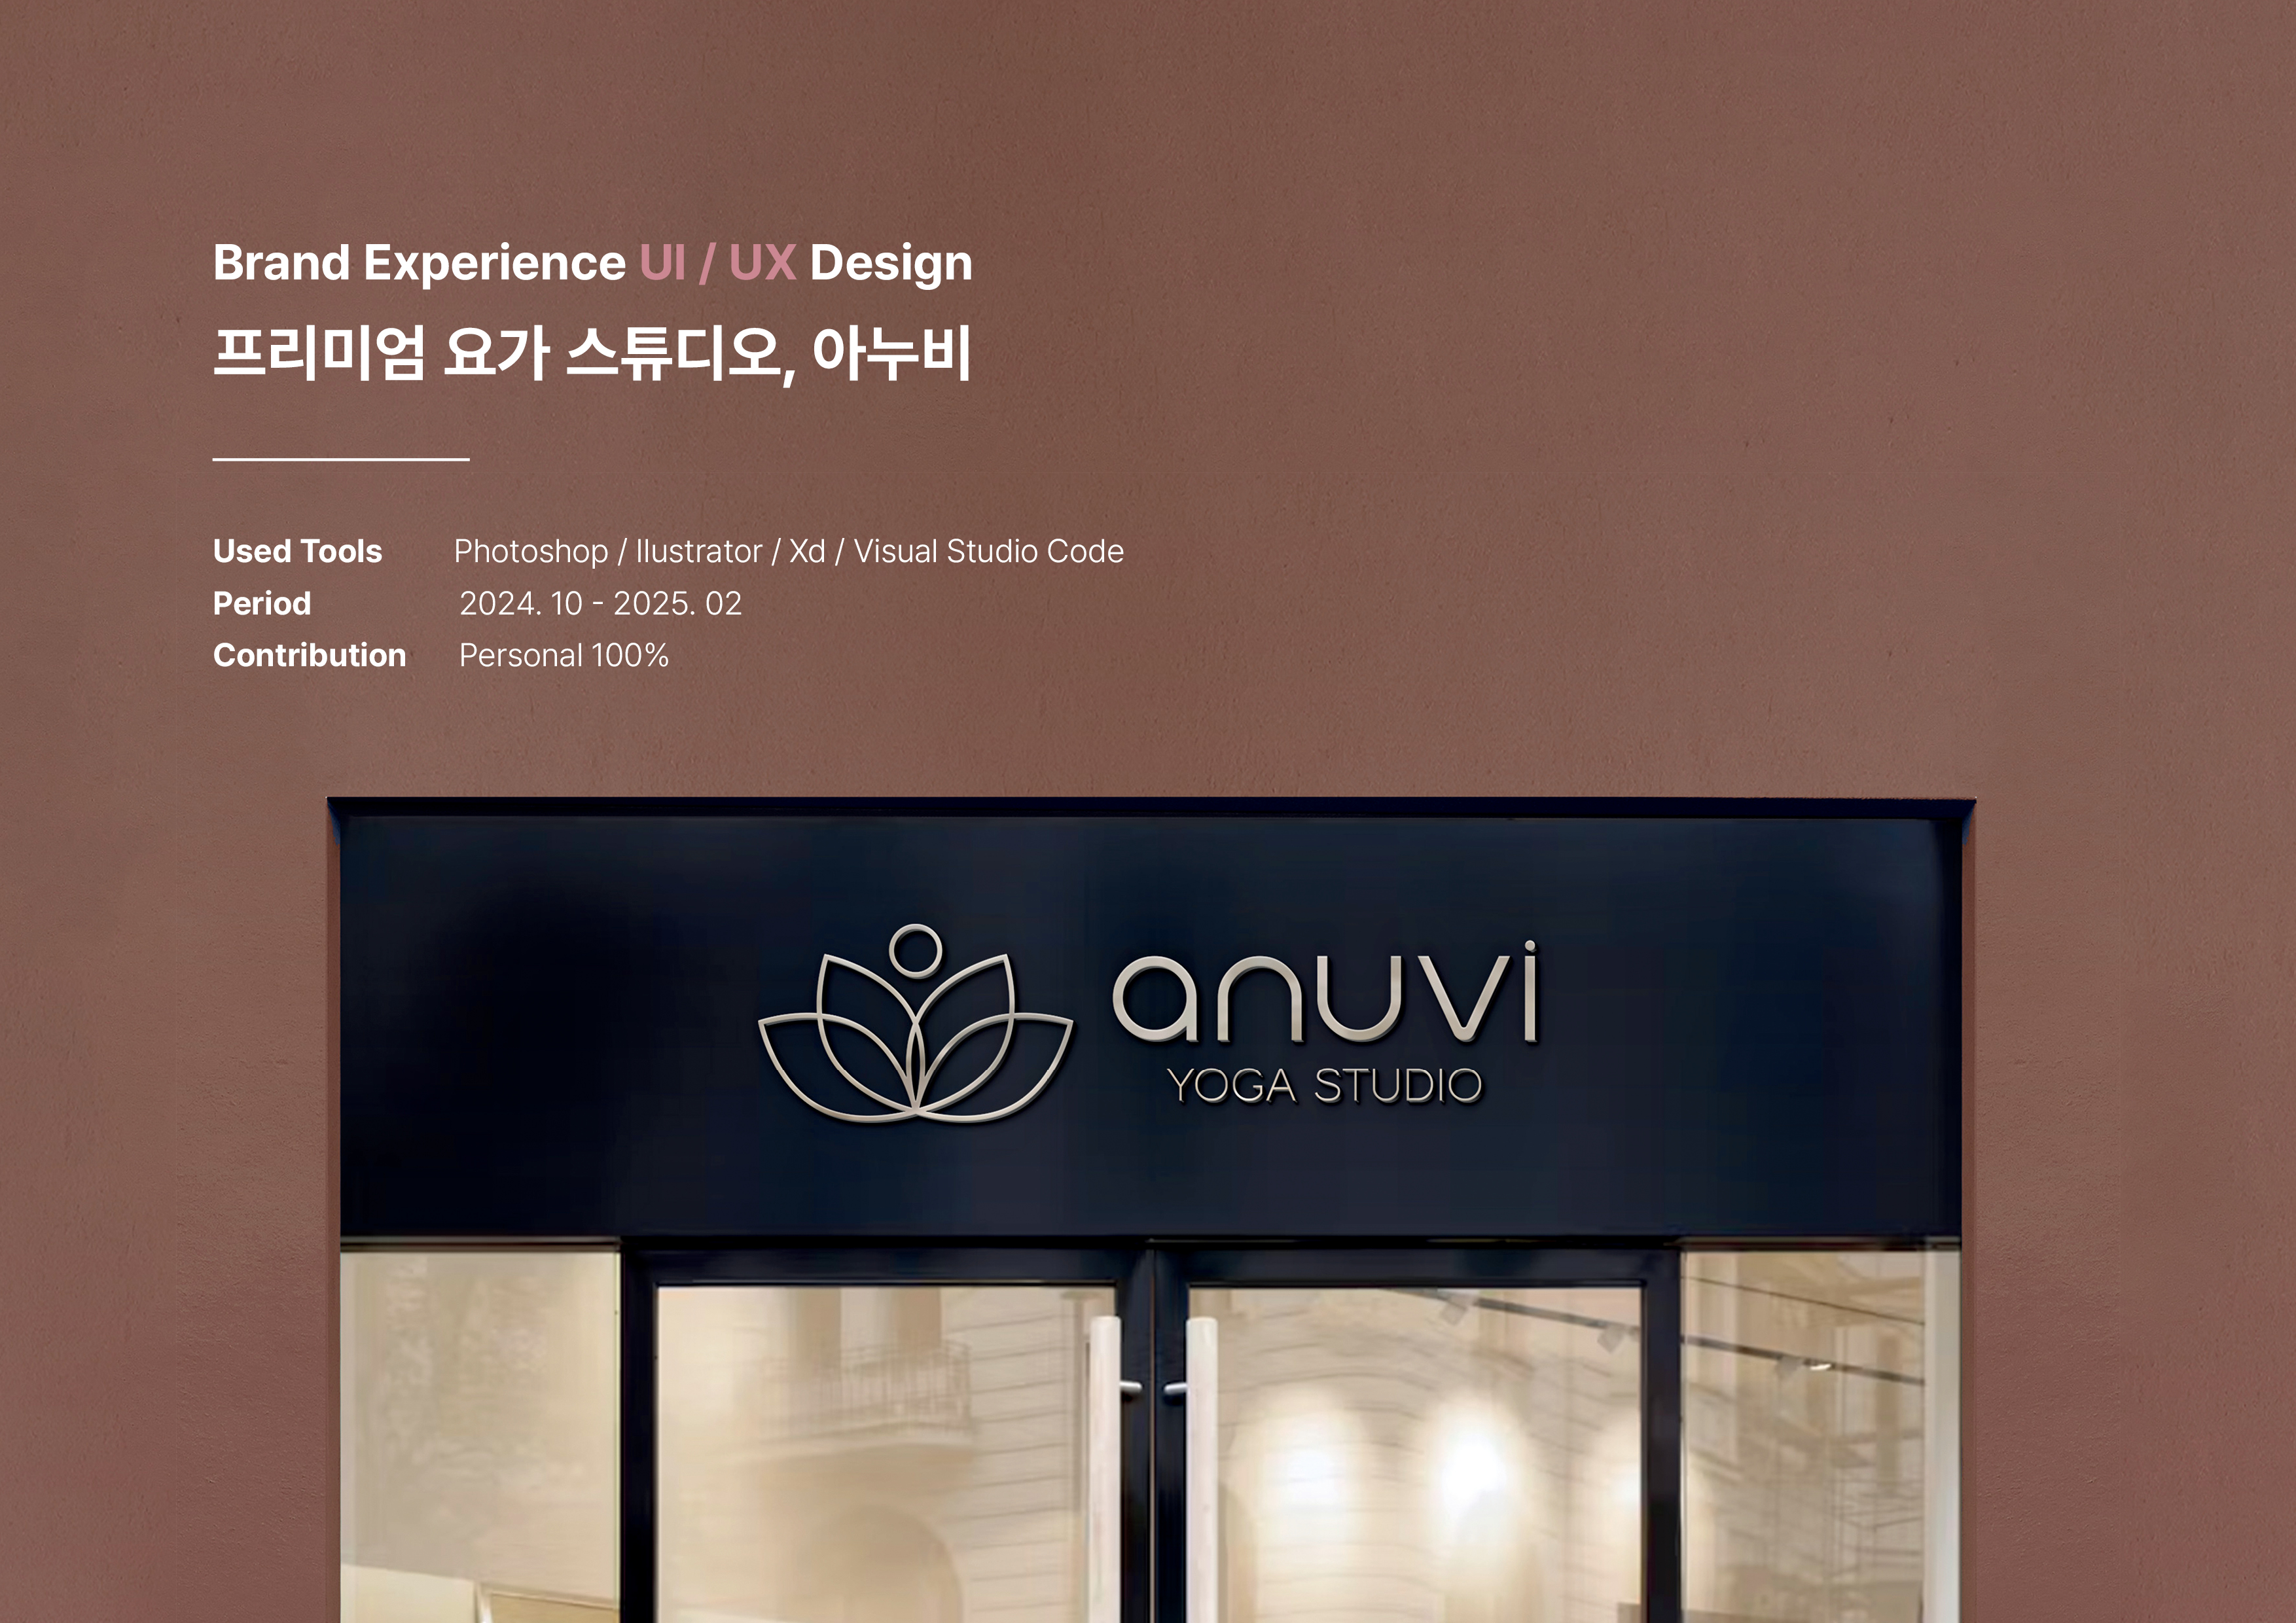 Brand Experience UI / UX Design
프리미엄 요가 스튜디오, 아누비
Used Tools Photoshop / Ilustrator / Xd / Visual Studio Code
Period 2024. 10 - 2025. 02
Contribution Personal 100%
anuvi
YOGA STUDIO